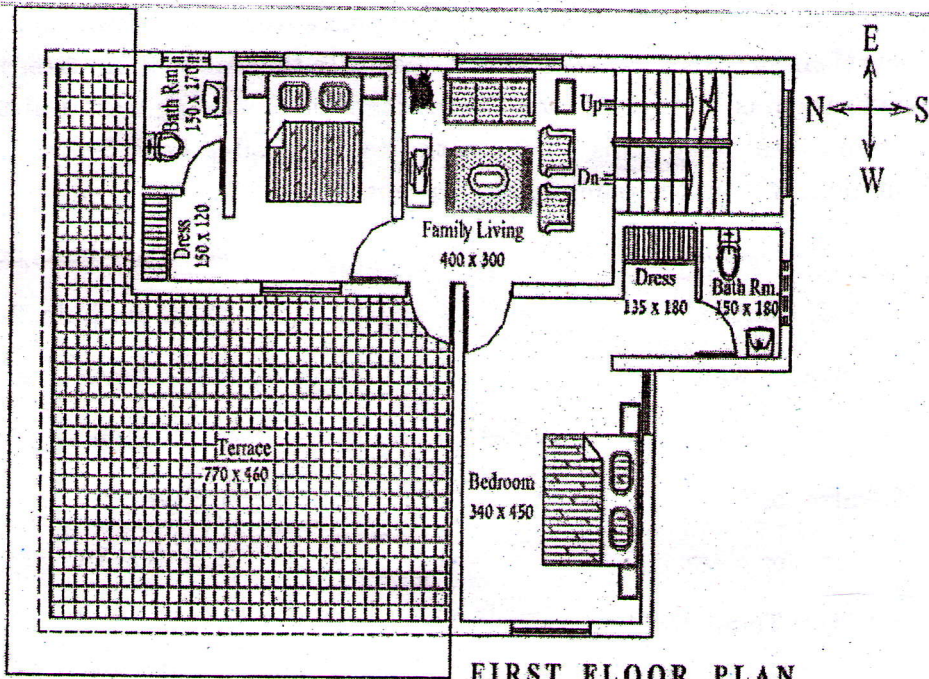 E
N
S
W
Bath Rm
150 x 170
Dress
150 x 120
Up
Dn
Family Living
400 x 300
Dress
135 x 180
Bath Rm.
150 x 180
Terrace
770 x 460
Bedroom
340 x 450
FIRST FLOOR PLAN